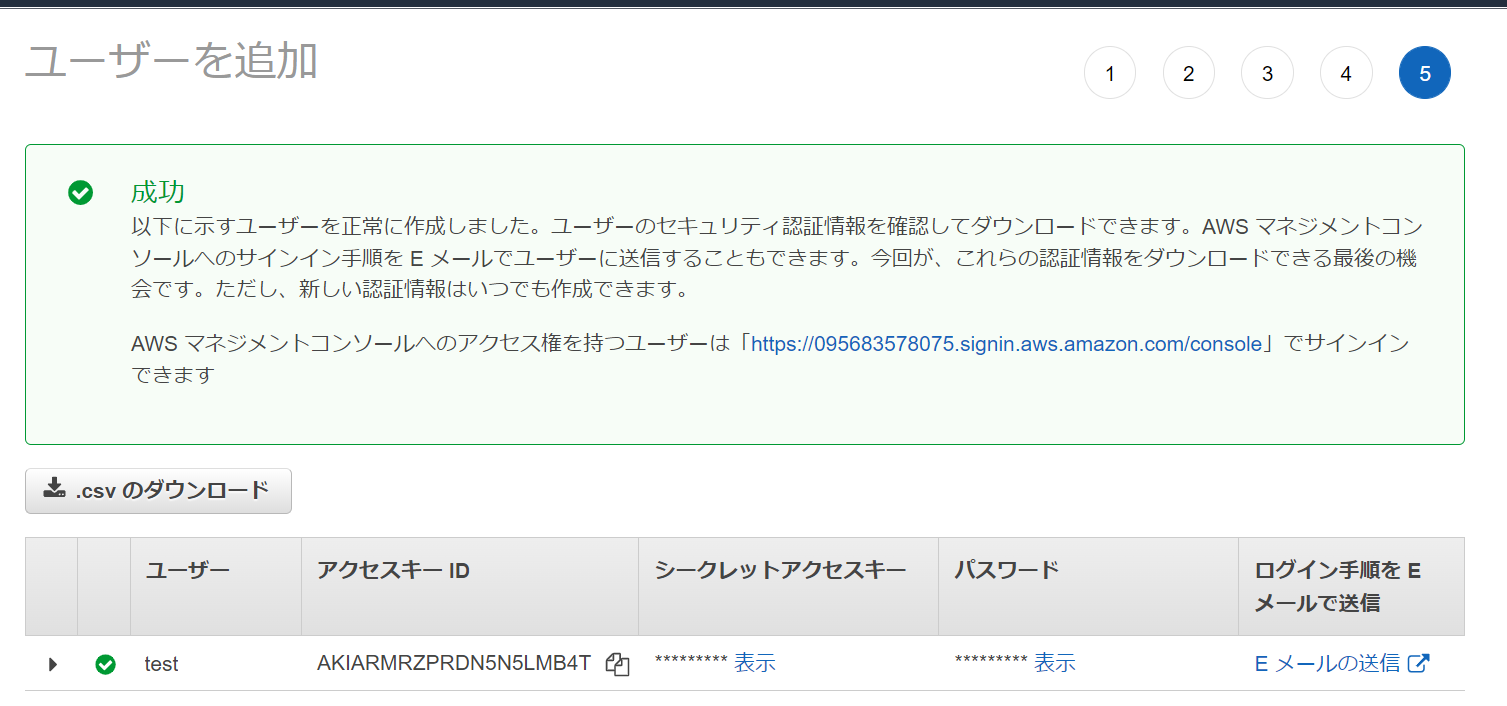 ユーザーを追加
1 2 3 4 5
成功
以下に示すユーザーを正常に作成しました。ユーザーのセキュリティ認証情報を確認してダウンロードできます。AWS マネジメントコン
ソールへのサインイン手順を E メールでユーザーに送信することもできます。今回が、これらの認証情報をダウンロードできる最後の機
会です。ただし、新しい認証情報はいつでも作成できます。
AWS マネジメントコンソールへのアクセス権を持つユーザーは「https://095683578075.signin.aws.amazon.com/console」でサインイン
できます
.csv のダウンロード
ユーザー アクセスキー ID シークレットアクセスキー パスワード ログイン手順を E
メールで送信
test AKIARMRZPRDN5N5LMB4T ********* 表示 ********* 表示 E メールの送信